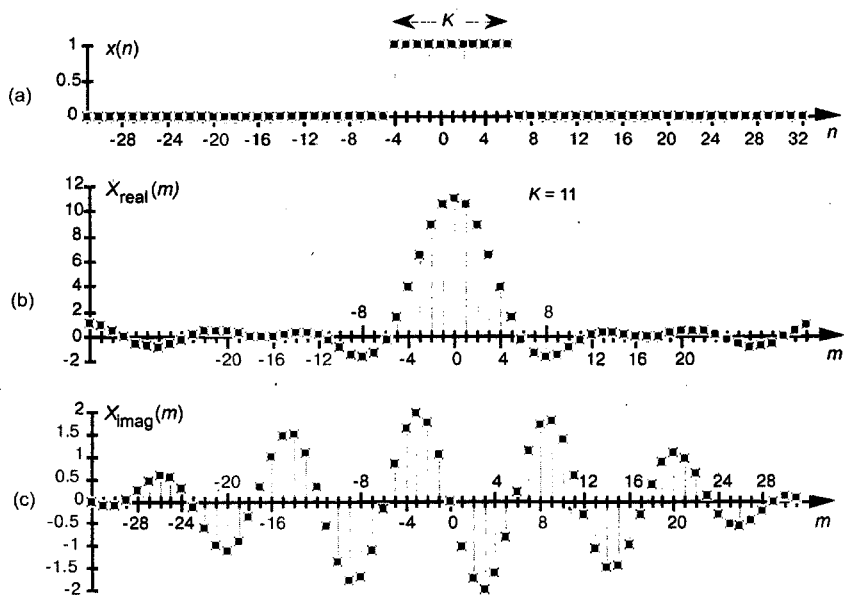 K
x(n)
1
0.5
0
(a)
-28 -24 -20 -16 -12 -8 -4 0 4 8 12 16 20 24 28 32 n
12 Xreal(m) K = 11
10
8
6
4
2 -8 8
(b)
0
-2
-20 -16 -4 0 4 12 16 20 m
2 Ximag(m)
1.5
1
0.5 -20 -8 4 12 16 24 28
(c) 0
-28 -24 -16 -4 0 8 20 m
-0.5
-1
-1.5
-2